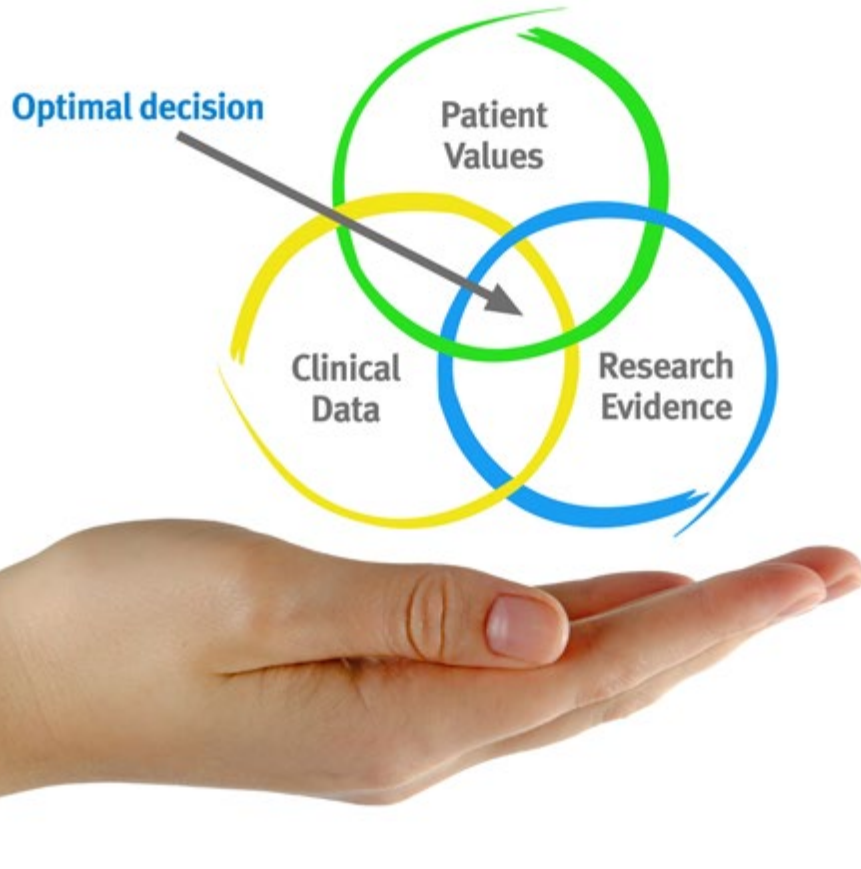 Optimal decision
Patient
Values
Clinical
Data
Research
Evidence